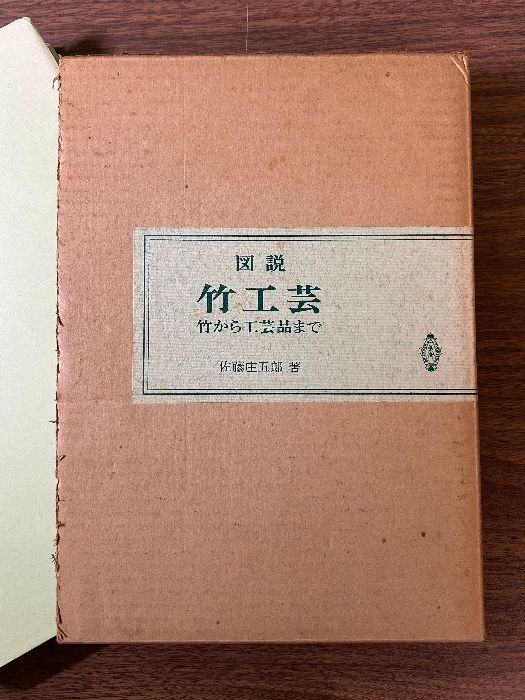 図説
竹工芸
竹から工芸品まで
佐藤庄五郎 著